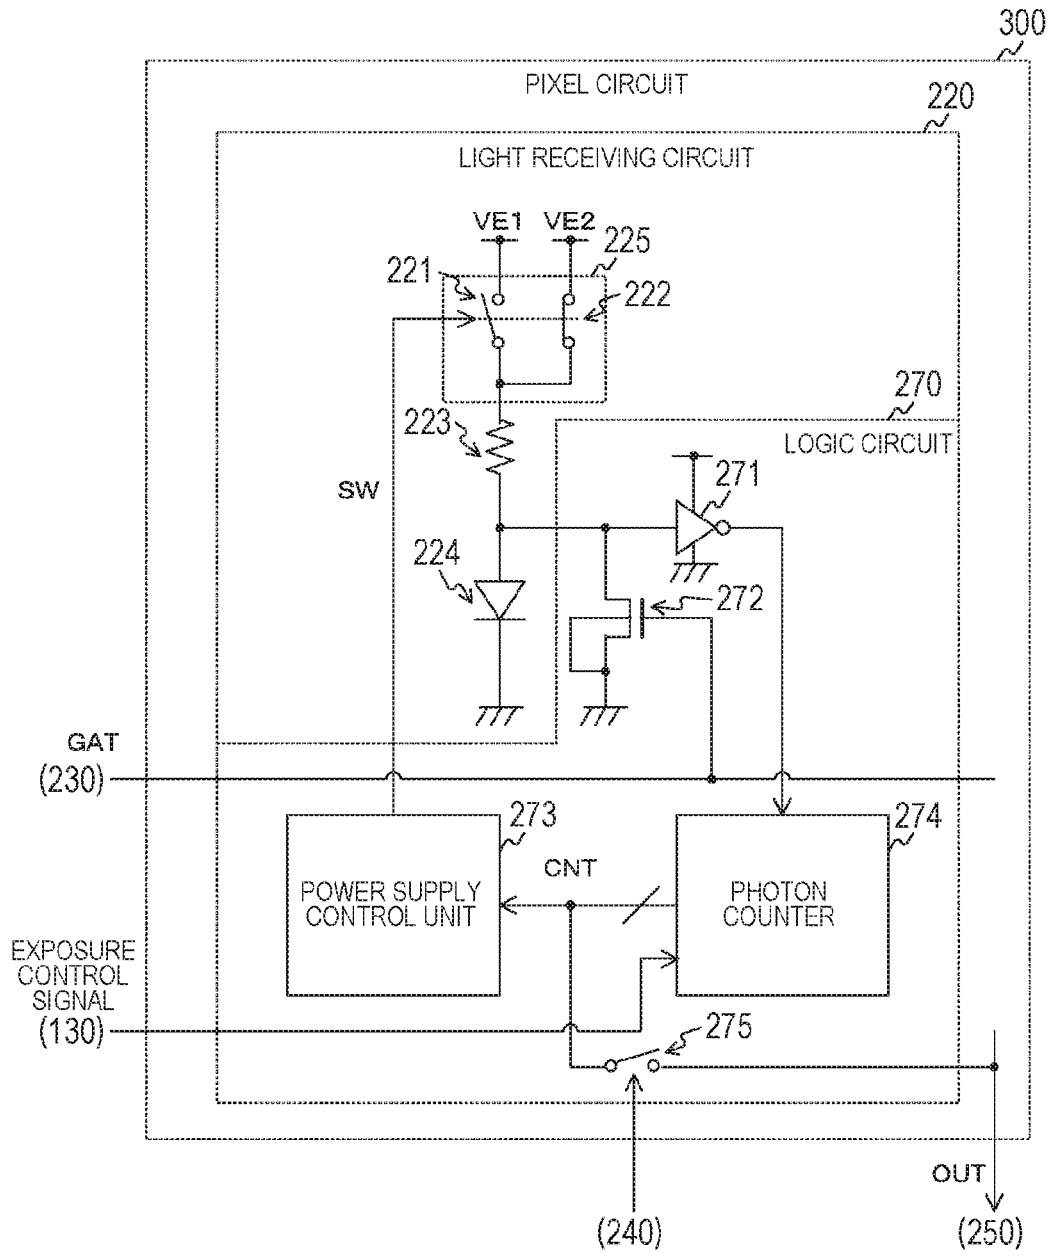 300
PIXEL CIRCUIT
220
LIGHT RECEIVING CIRCUIT
VE1 VE2
225
221
222
270
223
LOGIC CIRCUIT
271
SW
224
272
GAT
(230)
273
274
CNT
POWER SUPPLY
CONTROL UNIT
PHOTON
COUNTER
EXPOSURE
CONTROL
SIGNAL
(130)
275
OUT
(240)
(250)